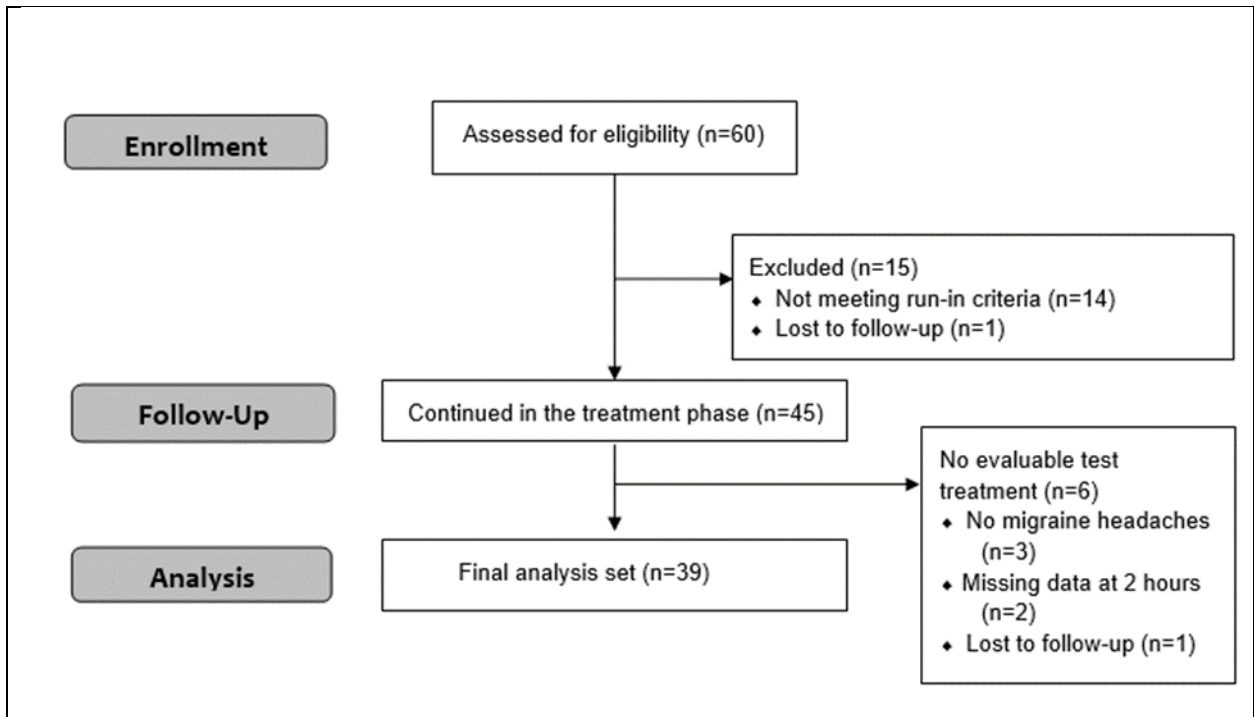 Enrollment
Assessed for eligibility (n=60)
Excluded (n=15)
⬥ Not meeting run-in criteria (n=14)
⬥ Lost to follow-up (n=1)
Follow-Up
Continued in the treatment phase (n=45)
No evaluable test
treatment (n=6)
⬥ No migraine headaches
(n=3)
⬥ Missing data at 2 hours
(n=2)
⬥ Lost to follow-up (n=1)
Analysis
Final analysis set (n=39)